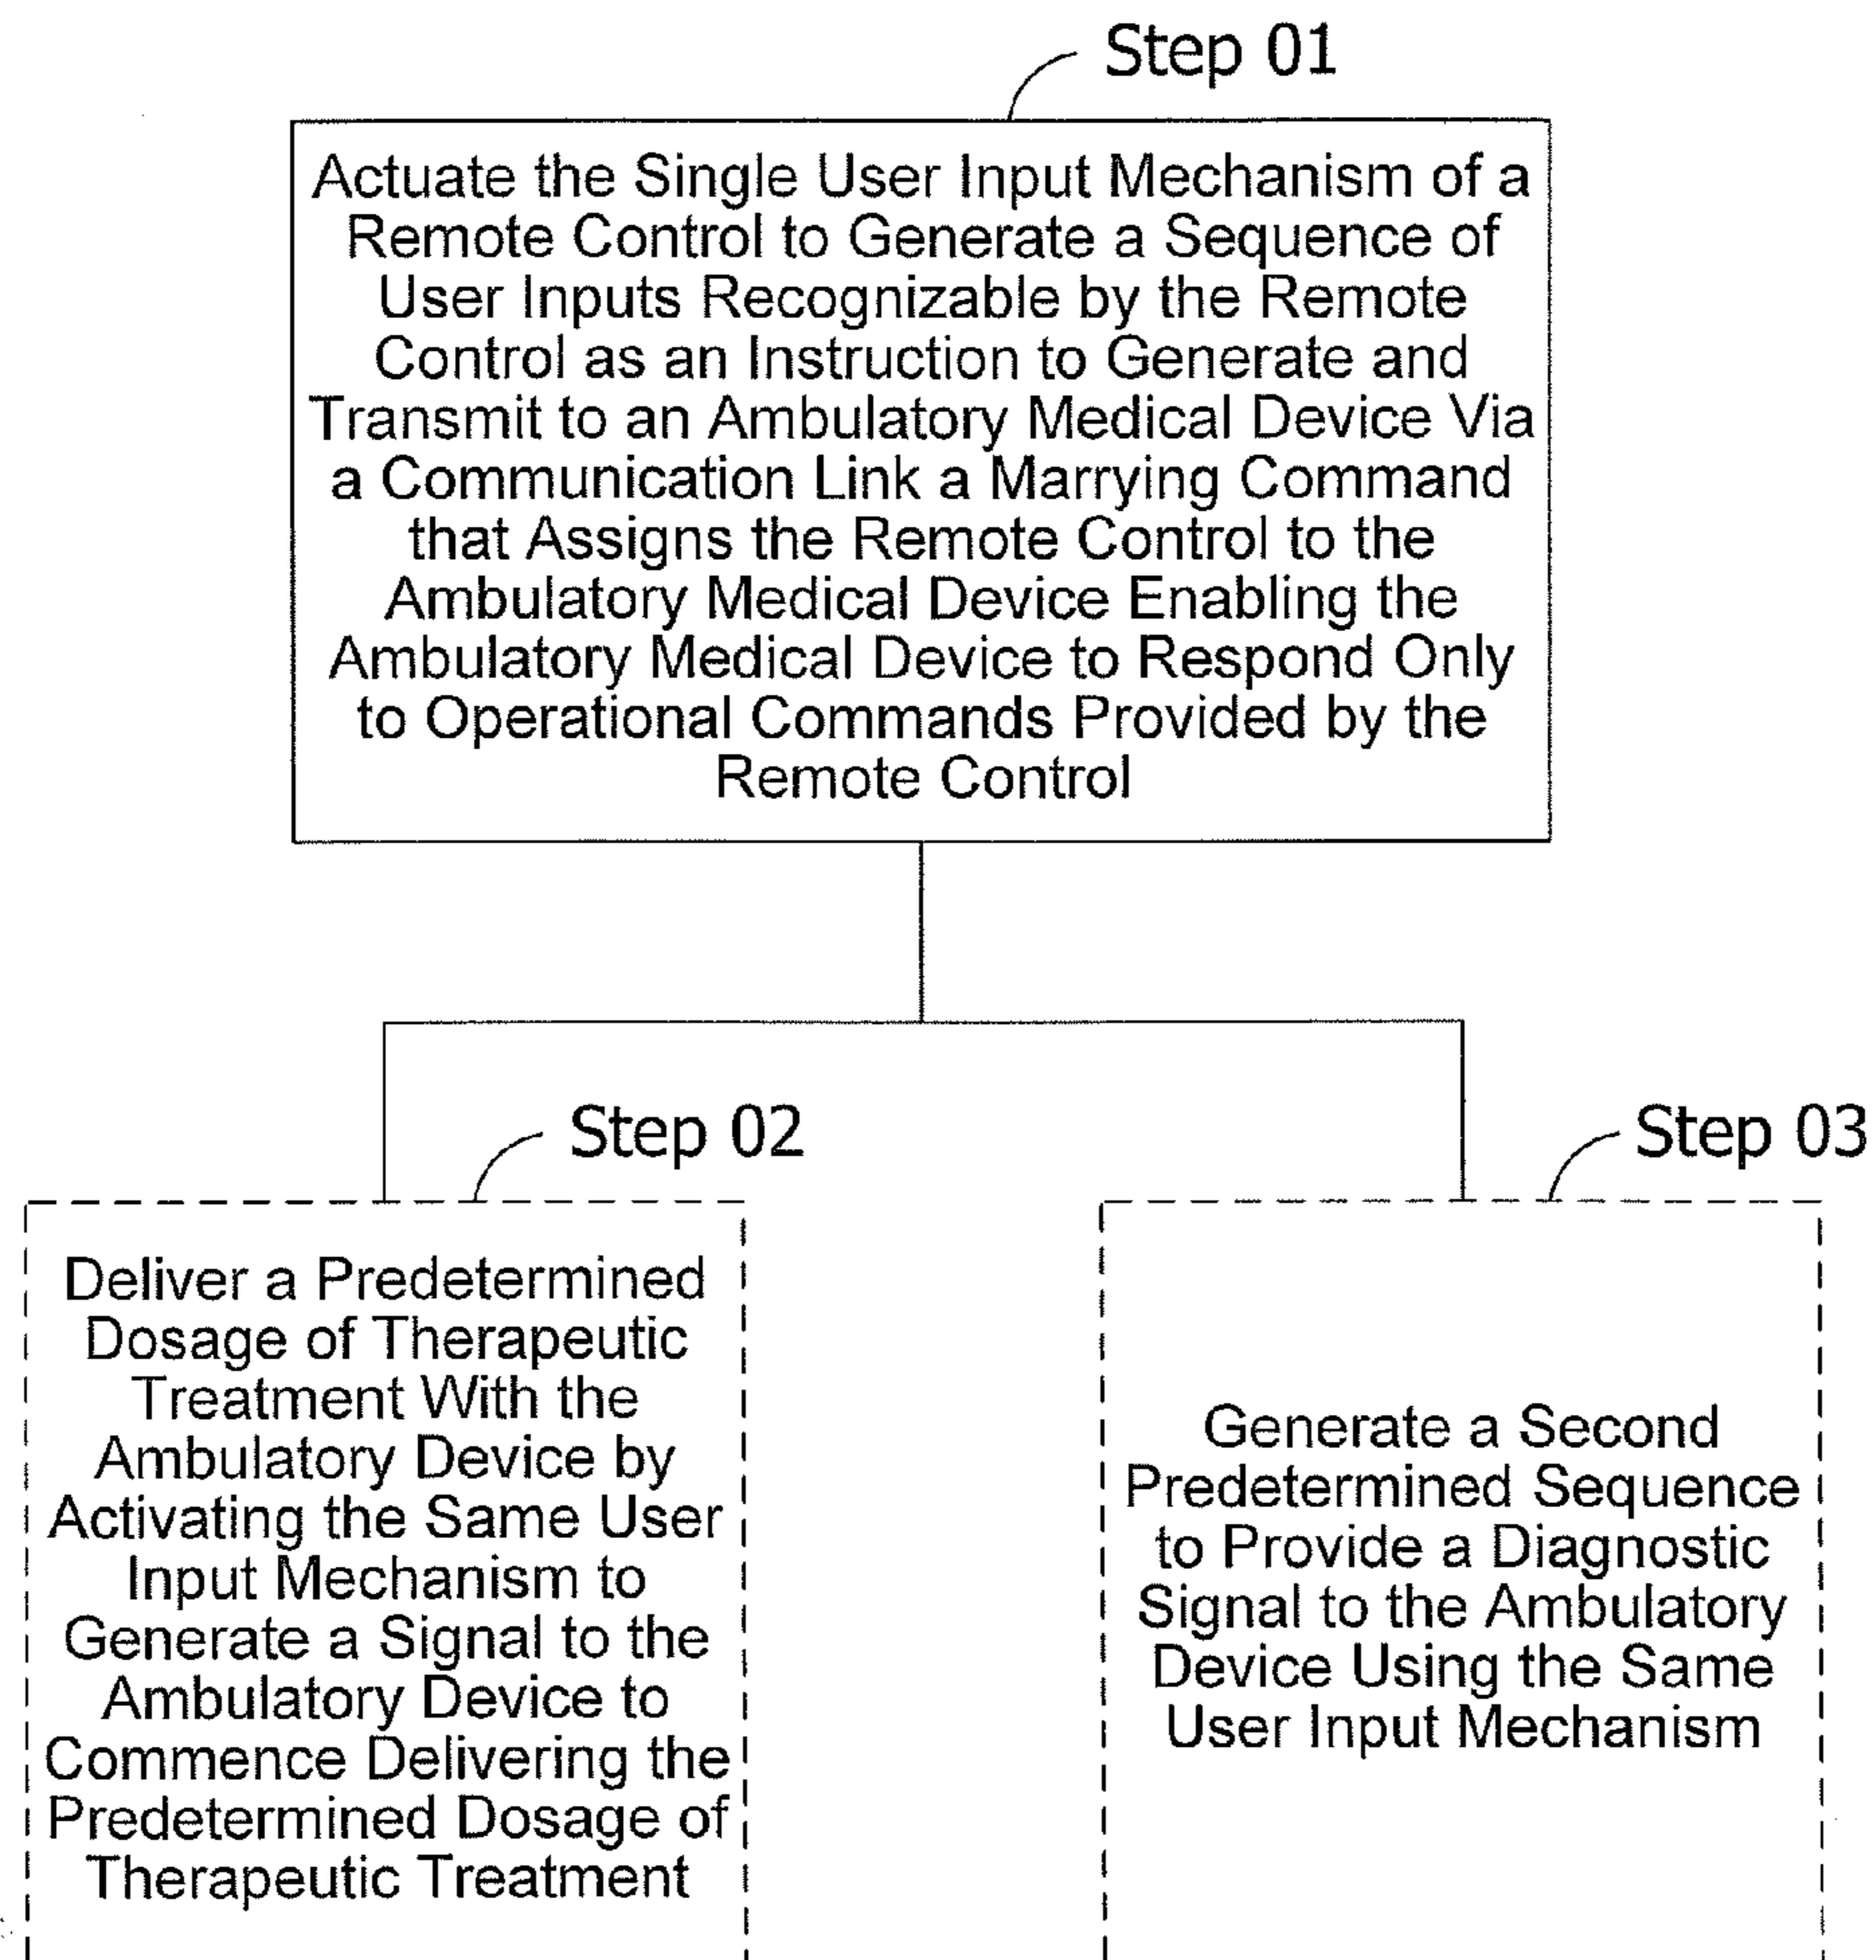 Step 01
Actuate the Single User Input Mechanism of a
Remote Control to Generate a Sequence of
User Inputs Recognizable by the Remote
Control as an Instruction to Generate and
Transmit to an Ambulatory Medical Device Via
a Communication Link a Marrying Command
that Assigns the Remote Control to the
Ambulatory Medical Device Enabling the
Ambulatory Medical Device to Respond Only
to Operational Commands Provided by the
Remote Control
Step 02
Deliver a Predetermined
Dosage of Therapeutic
Treatment With the
Ambulatory Device by
Activating the Same User
Input Mechanism to
Generate a Signal to the
Ambulatory Device to
Commence Delivering the
Predetermined Dosage of
Therapeutic Treatment
Step 03
Generate a Second
Predetermined Sequence
to Provide a Diagnostic
Signal to the Ambulatory
Device Using the Same
User Input Mechanism